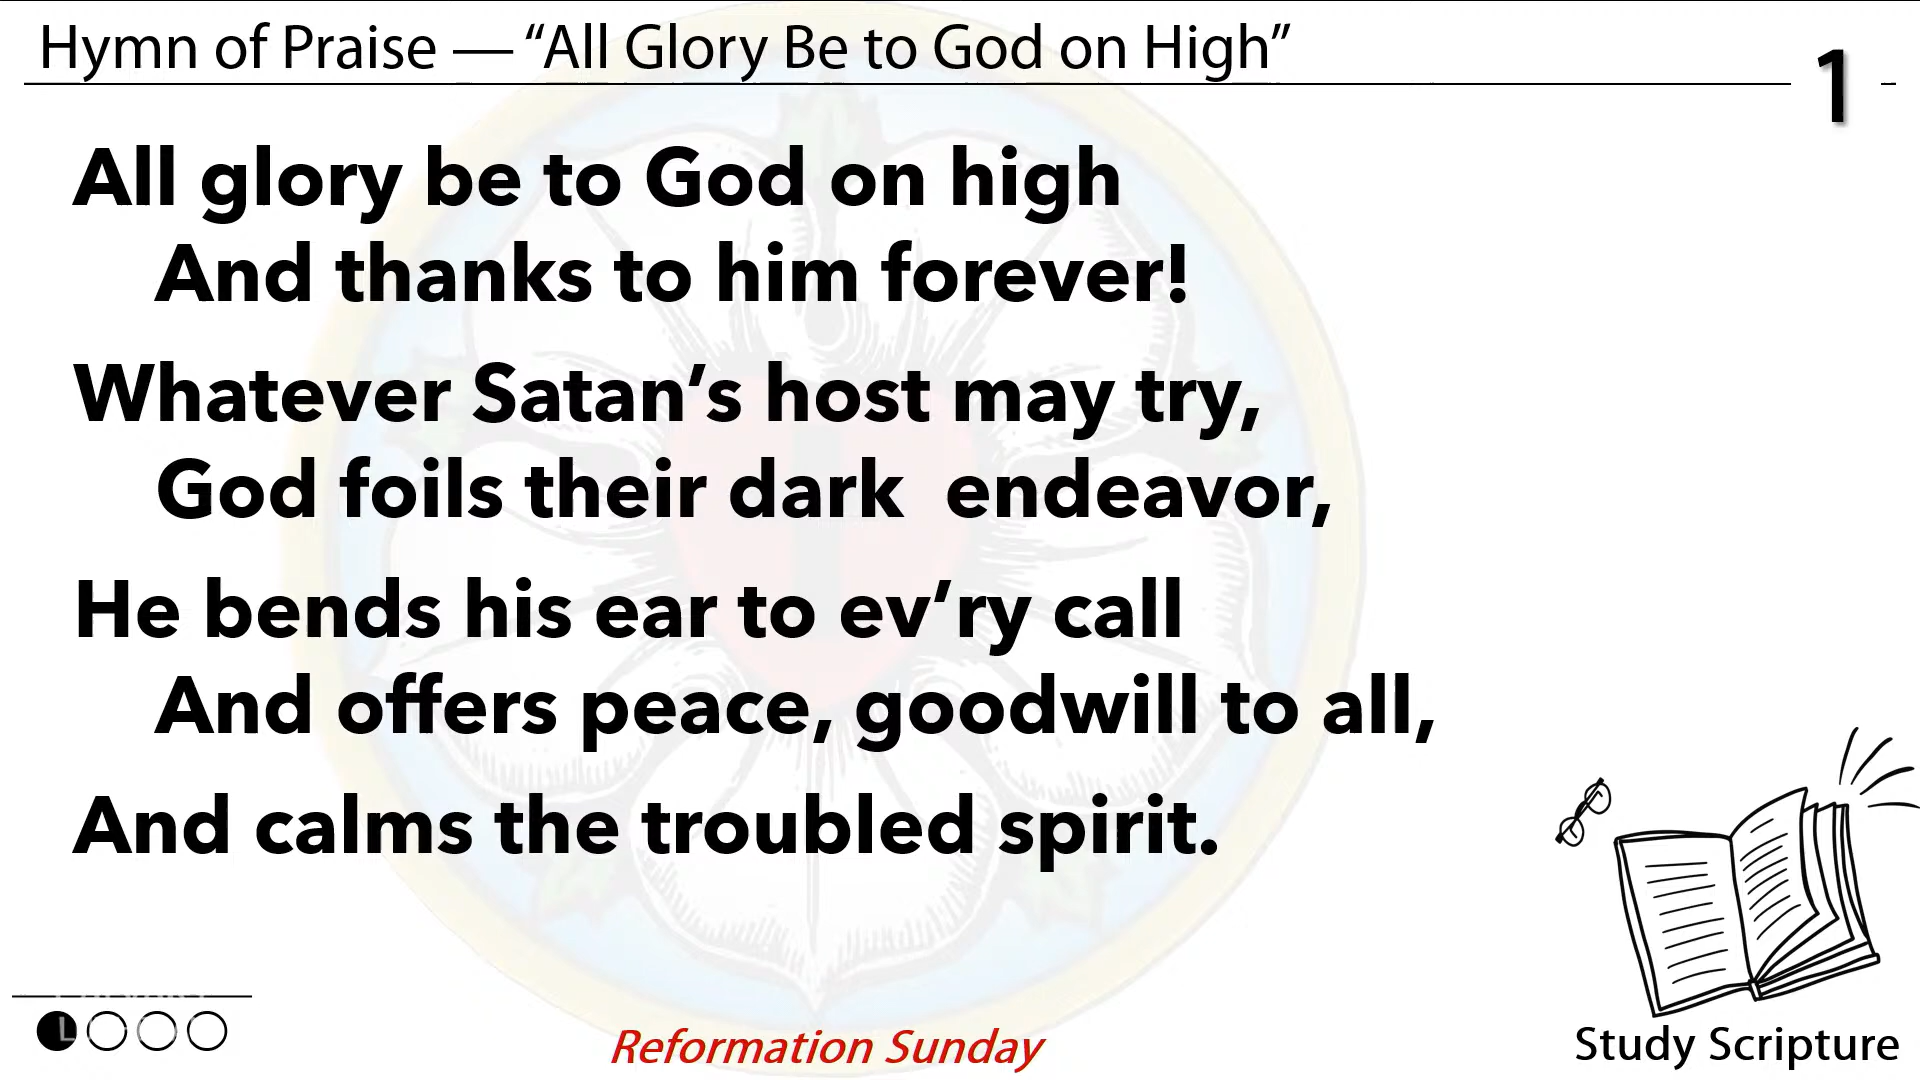 Hymn of Praise — “All Glory Be to God on High”
1
All glory be to God on high
And thanks to him forever!
Whatever Satan’s host may try,
God foils their dark  endeavor,
He bends his ear to ev’ry call
And offers peace, goodwill to all,
And calms the troubled spirit.
Reformation Sunday
Study Scripture